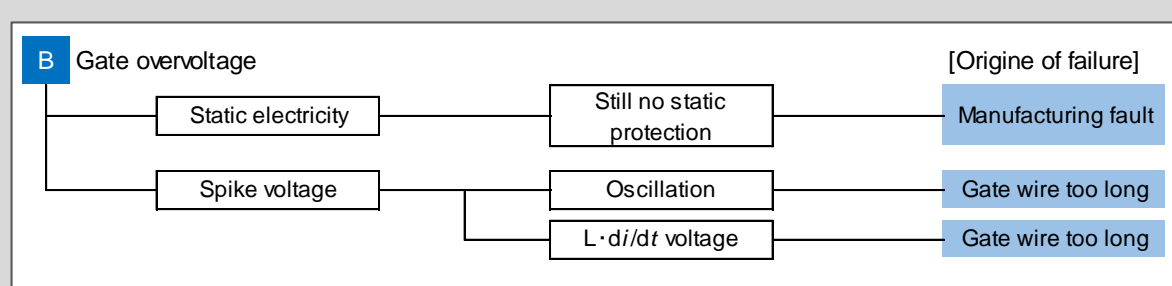 B Gate overvoltage [Origine of failure]
Static electricity
Still no static
protection
Manufacturing fault
Spike voltage
Oscillation
Gate wire too long
L·di/dt voltage
Gate wire too long